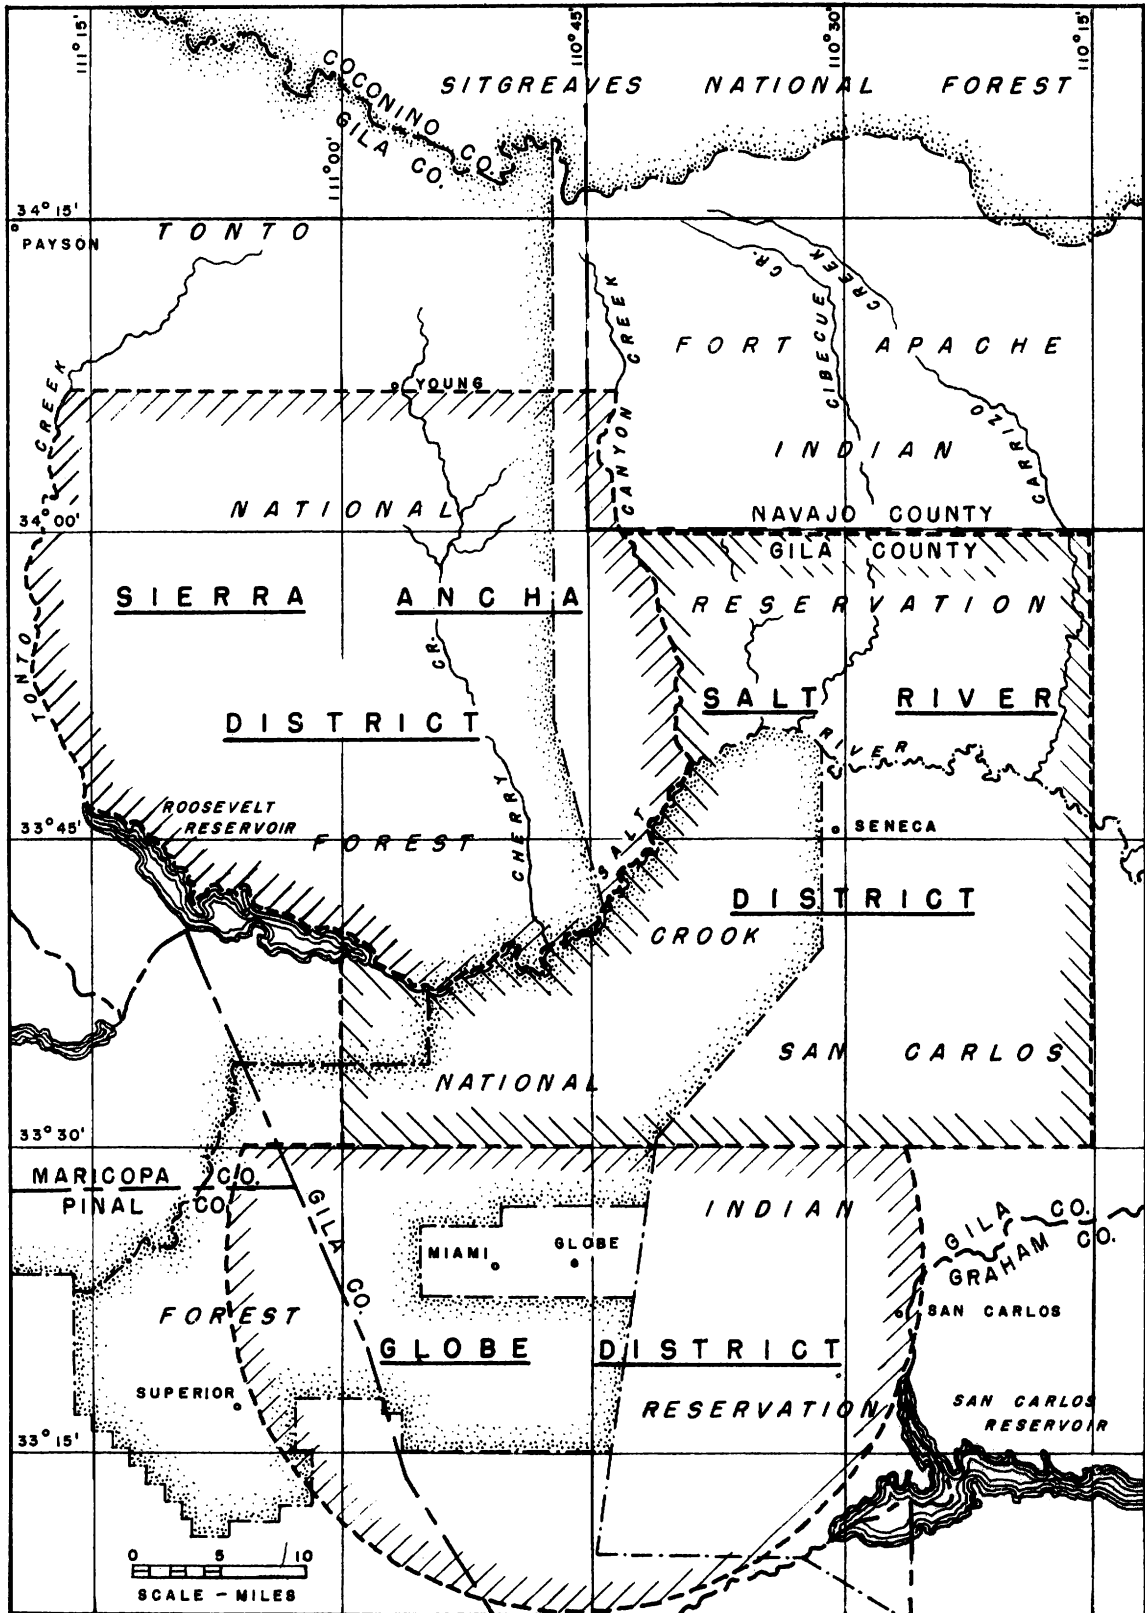 111°15'
110°45'
110°30'
110°15'
111°00'
COCONINO CO.
GILA CO.
SITGREAVES NATIONAL FOREST
34°15'
PAYSON
TONTO
CR.
CREEK
CANYON CREEK
CIBECUE
FORT APACHE
CARRIZO
YOUNG
TONTO CREEK
INDIAN
NATIONAL
34°00'
NAVAJO COUNTY
GILA COUNTY
SIERRA ANCHA
RESERVATION
CHERRY CR.
SALT RIVER
DISTRICT
SALT
RIVER
ROOSEVELT
RESERVOIR
33°45'
FOREST
SENECA
DISTRICT
CROOK
SAN CARLOS
NATIONAL
33°30'
MARICOPA CO.
PINAL CO.
GILA CO.
INDIAN
GILA CO.
GRAHAM CO.
MIAMI
GLOBE
FOREST
SAN CARLOS
GLOBE DISTRICT
SUPERIOR
RESERVATION
SAN CARLOS
RESERVOIR
33°15'
0 5 10
SCALE - MILES